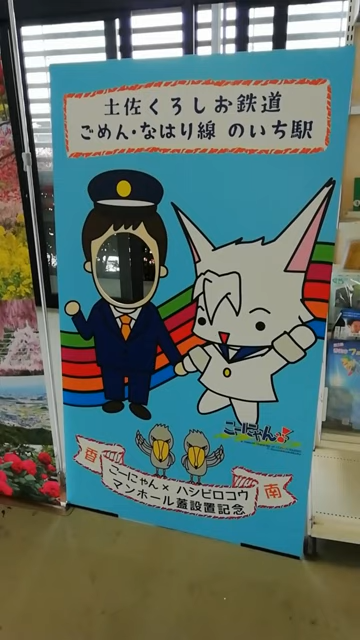 土佐くろしお鉄道
ごめん・なはり線 のいち駅
こーにゃん
香
南
こーにゃん×ハシビロコウ
マンホール蓋設置記念